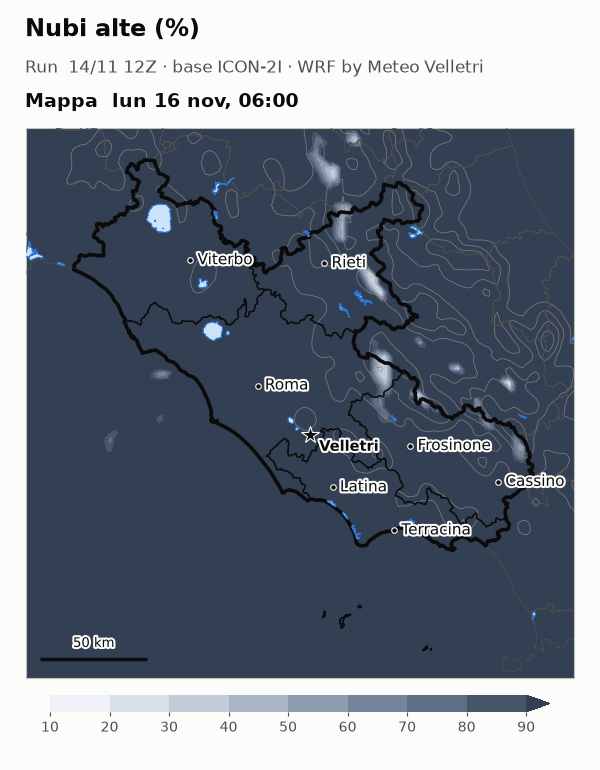 Nubi alte (%)
Run  14/11 12Z · base ICON-2I · WRF by Meteo Velletri
Mappa  lun 16 nov, 06:00
Viterbo
Rieti
Roma
Velletri
Frosinone
Cassino
Latina
Terracina
50 km
10 20 30 40 50 60 70 80 90